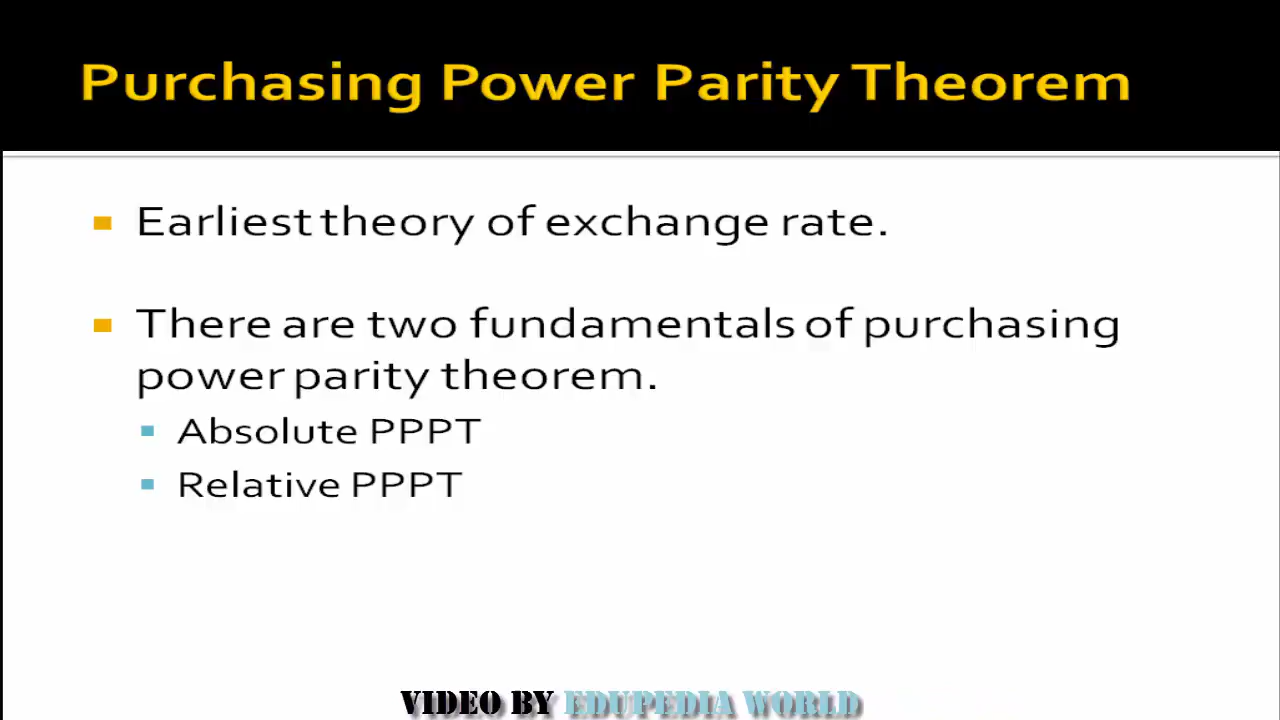 Purchasing Power Parity Theorem
Earliest theory of exchange rate.
There are two fundamentals of purchasing
power parity theorem.
Absolute PPPT
Relative PPPT
VIDEO BY EDUPEDIA WORLD